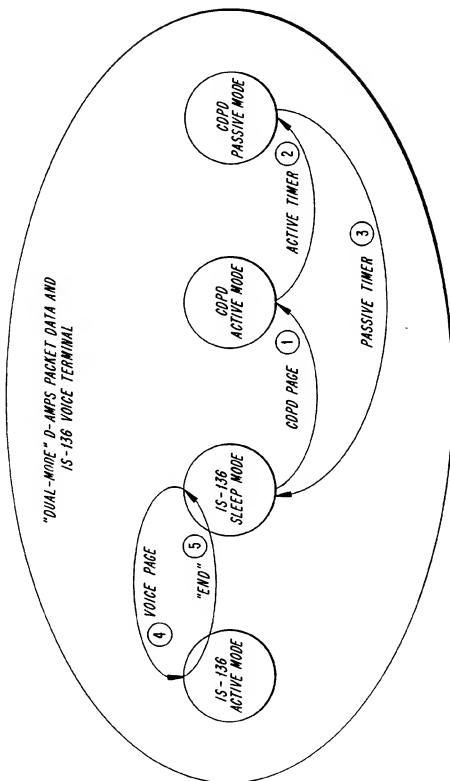 "DUAL-MODE" D-AMPS PACKET DATA AND
IS-136 VOICE TERMINAL
IS-136
ACTIVE MODE
4
VOICE PAGE
5
"END"
IS-136
SLEEP MODE
1
CDPD PAGE
CDPD
ACTIVE MODE
2
ACTIVE TIMER
CDPD
PASSIVE MODE
3
PASSIVE TIMER